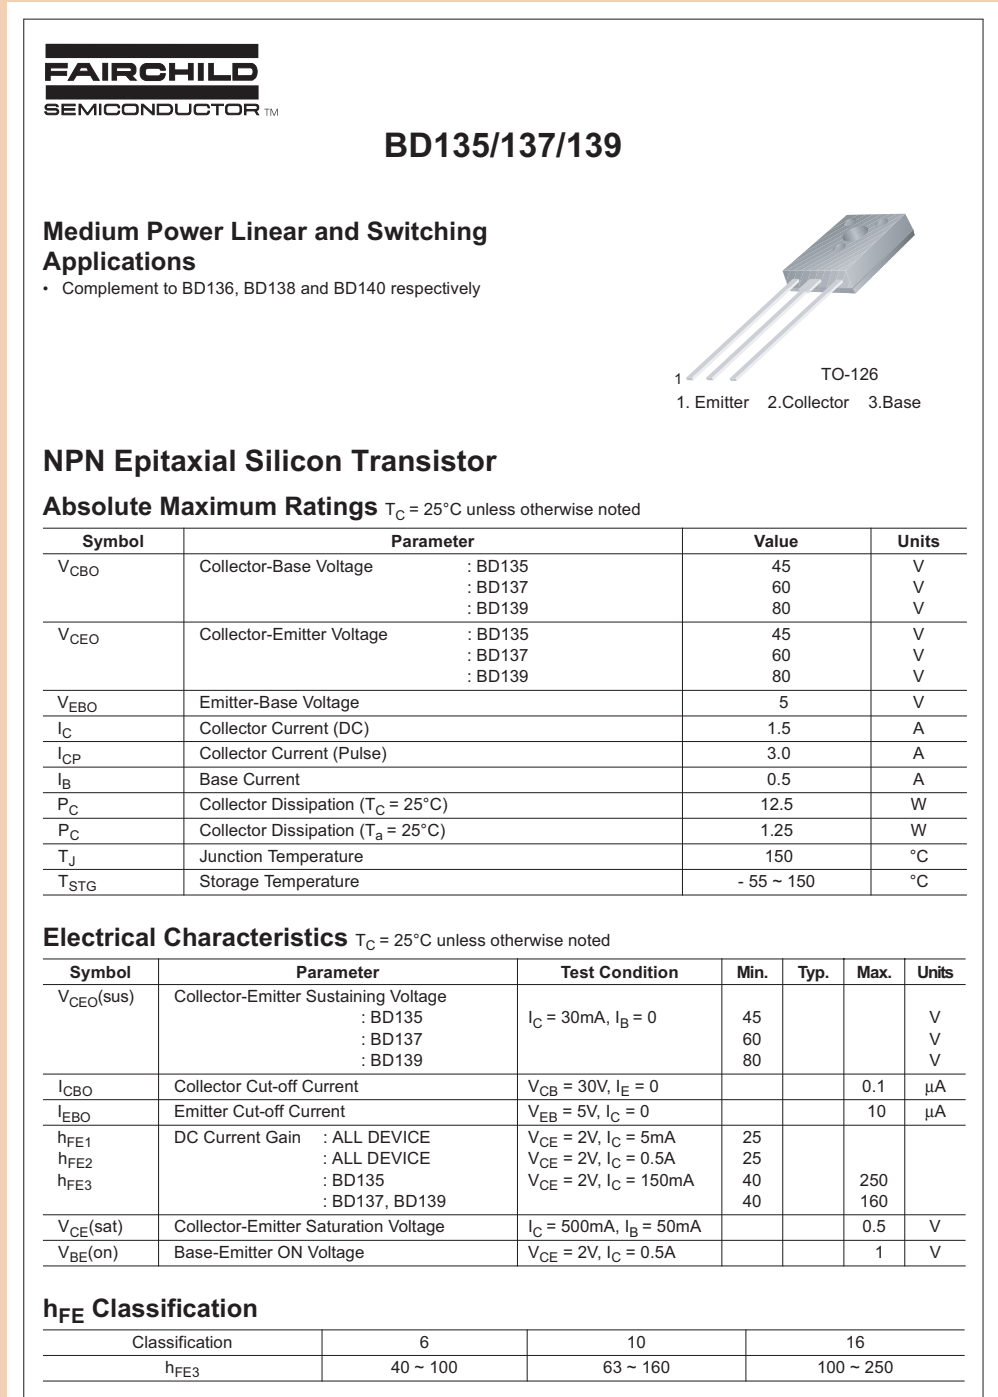 FAIRCHILD
SEMICONDUCTOR TM
BD135/137/139
Medium Power Linear and Switching
Applications
• Complement to BD136, BD138 and BD140 respectively
1 TO-126
1. Emitter 2.Collector 3.Base
NPN Epitaxial Silicon Transistor
Absolute Maximum Ratings TC = 25°C unless otherwise noted
Symbol Parameter Value Units
VCBO Collector-Base Voltage : BD135 45 V
: BD137 60 V
: BD139 80 V
VCEO Collector-Emitter Voltage : BD135 45 V
: BD137 60 V
: BD139 80 V
VEBO Emitter-Base Voltage 5 V
IC Collector Current (DC) 1.5 A
ICP Collector Current (Pulse) 3.0 A
IB Base Current 0.5 A
PC Collector Dissipation (TC = 25°C) 12.5 W
PC Collector Dissipation (Ta = 25°C) 1.25 W
TJ Junction Temperature 150 °C
TSTG Storage Temperature - 55 ~ 150 °C
Electrical Characteristics TC = 25°C unless otherwise noted
Symbol Parameter Test Condition Min. Typ. Max. Units
VCEO(sus) Collector-Emitter Sustaining Voltage
: BD135 IC = 30mA, IB = 0 45 V
: BD137 60 V
: BD139 80 V
ICBO Collector Cut-off Current VCB = 30V, IE = 0 0.1 µA
IEBO Emitter Cut-off Current VEB = 5V, IC = 0 10 µA
hFE1 DC Current Gain : ALL DEVICE VCE = 2V, IC = 5mA 25
hFE2 : ALL DEVICE VCE = 2V, IC = 0.5A 25
hFE3 : BD135 VCE = 2V, IC = 150mA 40 250
: BD137, BD139 40 160
VCE(sat) Collector-Emitter Saturation Voltage IC = 500mA, IB = 50mA 0.5 V
VBE(on) Base-Emitter ON Voltage VCE = 2V, IC = 0.5A 1 V
hFE Classification
Classification 6 10 16
hFE3 40 ~ 100 63 ~ 160 100 ~ 250